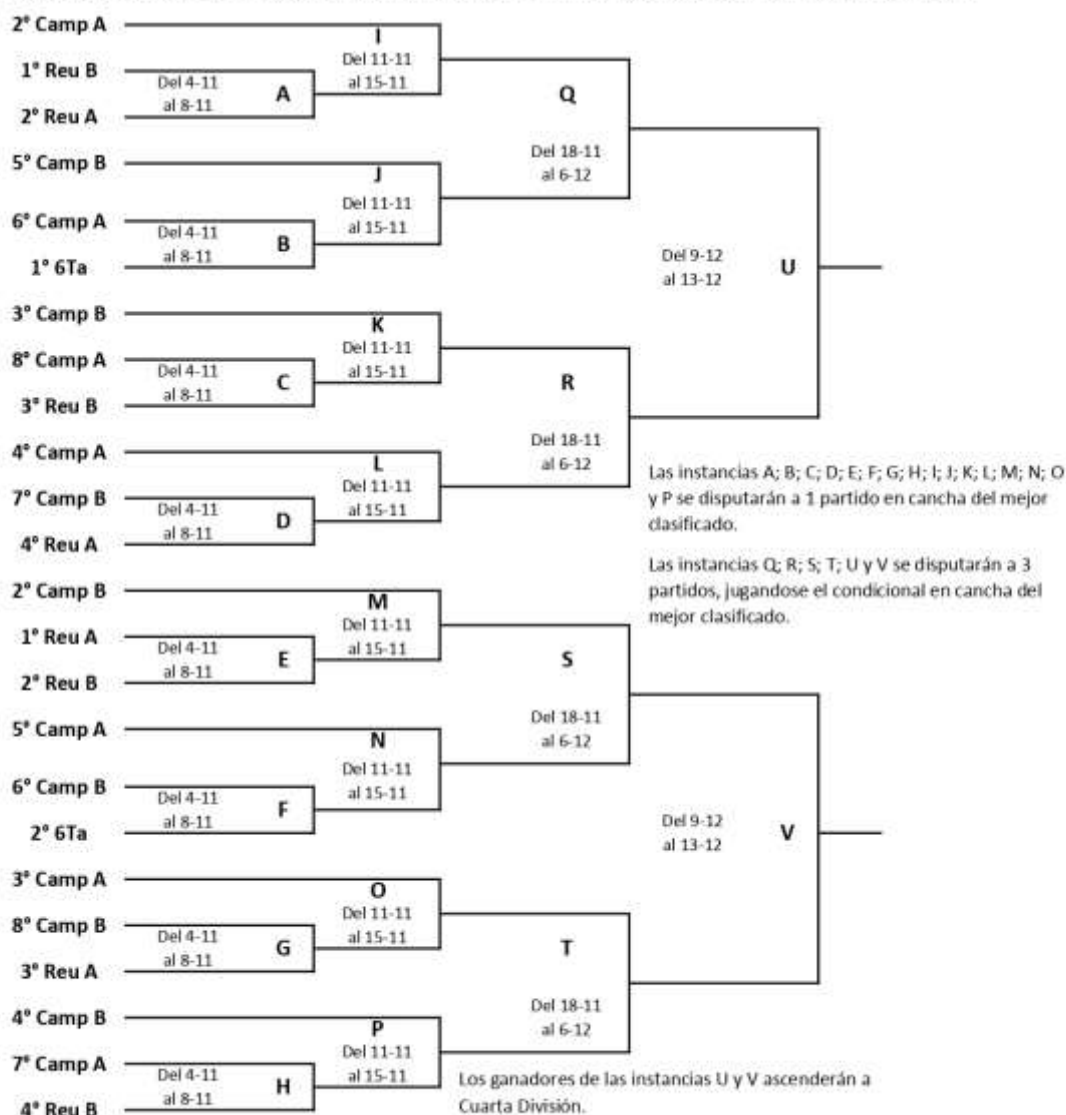 2° Camp A
I
Del 11-11
al 15-11
1° Reu B
Del 4-11
al 8-11
A
2° Reu A
Q
Del 18-11
al 6-12
5° Camp B
J
Del 11-11
al 15-11
6° Camp A
Del 4-11
al 8-11
B
1° 6Ta
Del 9-12
al 13-12
U
3° Camp B
K
Del 11-11
al 15-11
8° Camp A
Del 4-11
al 8-11
C
3° Reu B
R
Del 18-11
al 6-12
4° Camp A
L
Del 11-11
al 15-11
7° Camp B
Del 4-11
al 8-11
D
4° Reu A
Las instancias A; B; C; D; E; F; G; H; I; J; K; L; M; N; O
y P se disputarán a 1 partido en cancha del mejor
clasificado.
Las instancias Q; R; S; T; U y V se disputarán a 3
partidos, jugandose el condicional en cancha del
mejor clasificado.
2° Camp B
M
Del 11-11
al 15-11
1° Reu A
Del 4-11
al 8-11
E
2° Reu B
S
Del 18-11
al 6-12
5° Camp A
N
Del 11-11
al 15-11
6° Camp B
Del 4-11
al 8-11
F
2° 6Ta
Del 9-12
al 13-12
V
3° Camp A
O
Del 11-11
al 15-11
8° Camp B
Del 4-11
al 8-11
G
3° Reu A
T
Del 18-11
al 6-12
4° Camp B
P
Del 11-11
al 15-11
7° Camp A
Del 4-11
al 8-11
H
4° Reu B
Los ganadores de las instancias U y V ascenderán a
Cuarta División.